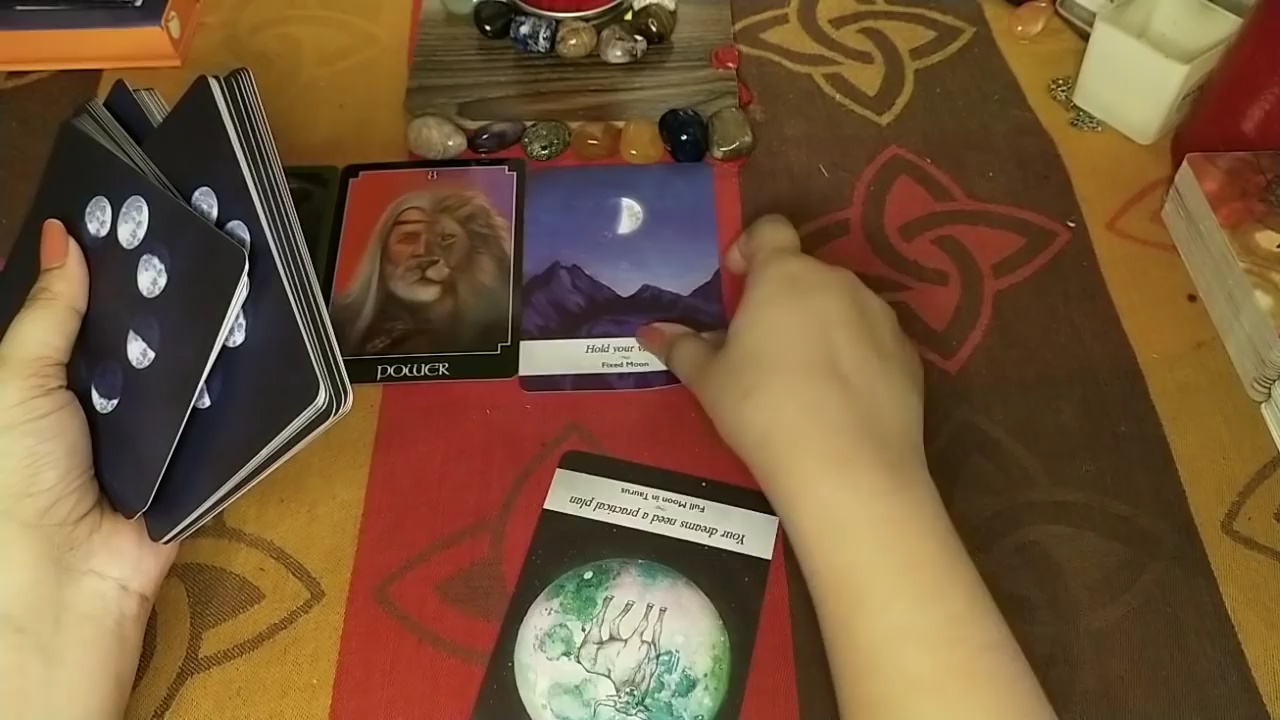 8
POWER
Hold your
Fixed Moon
Your dreams need a practical plan
Full Moon in Taurus